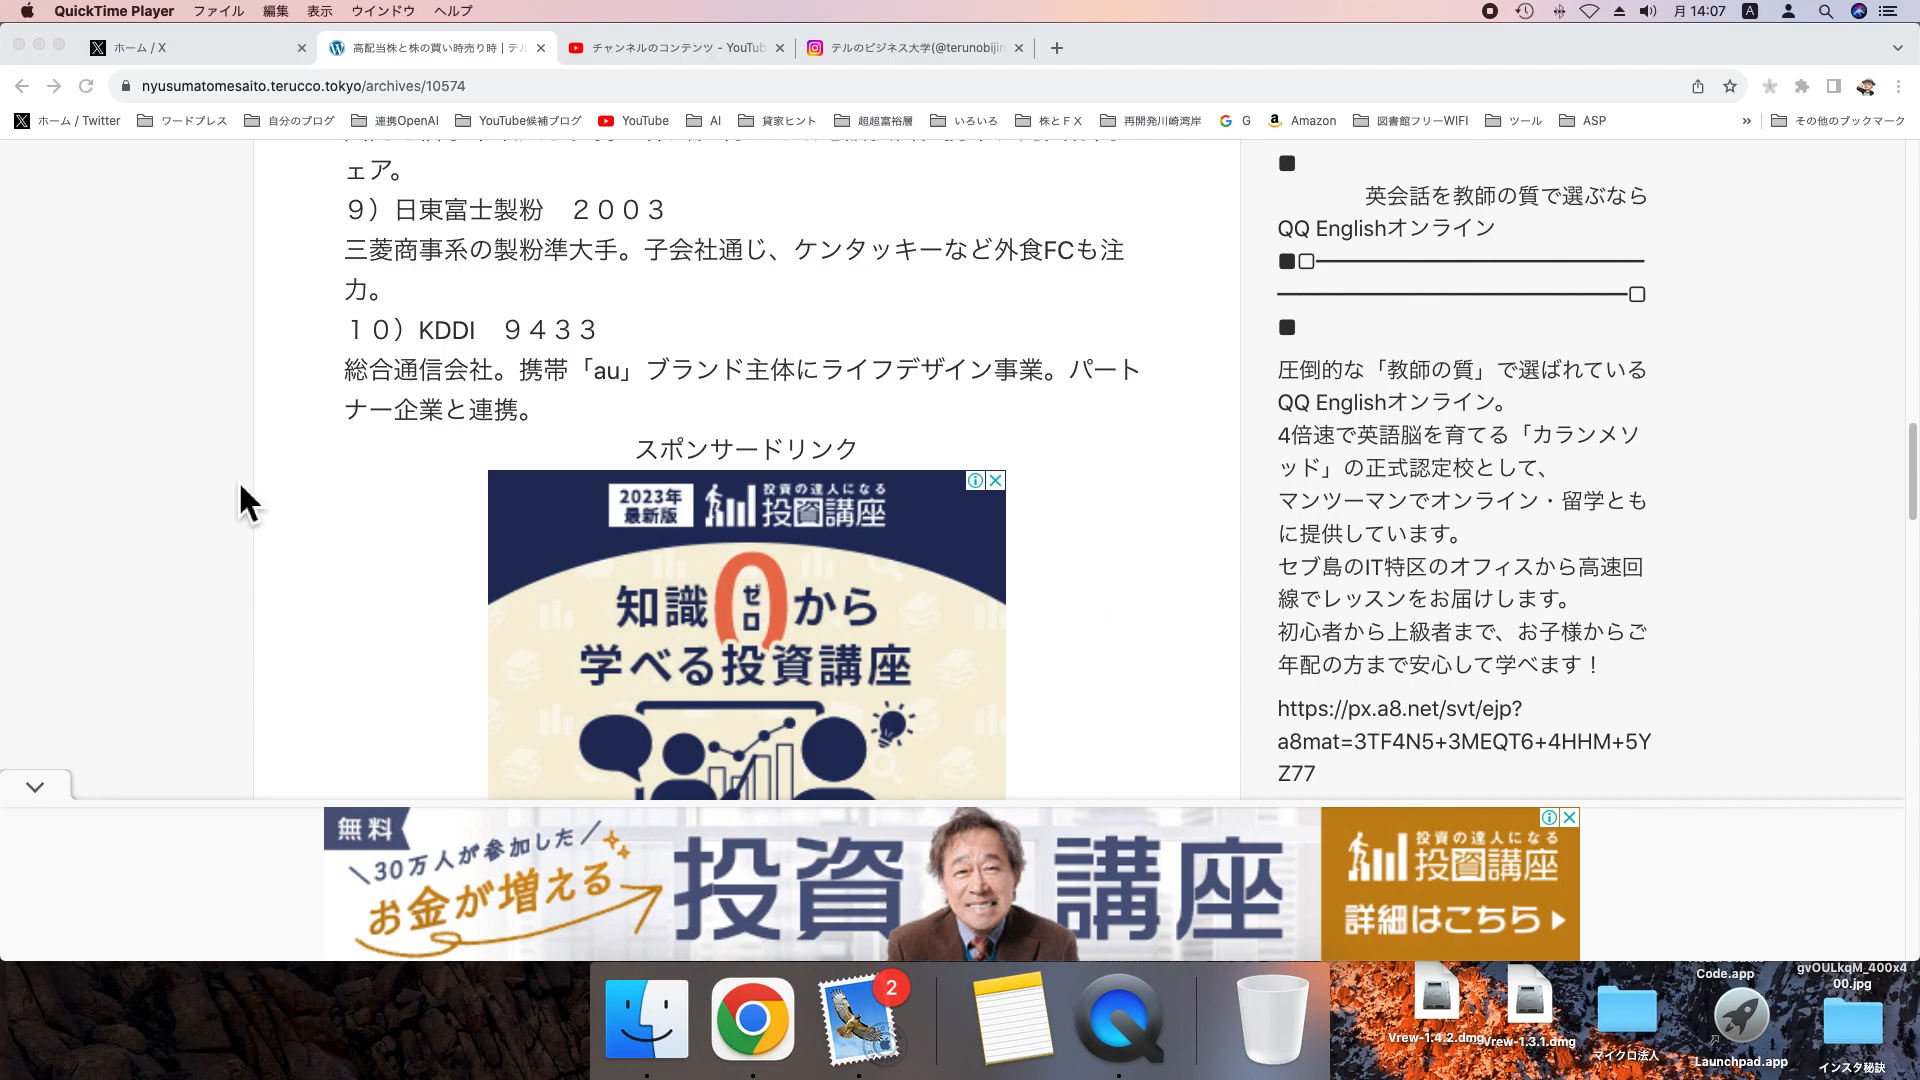 QuickTime Player ファイル 編集 表示 ウインドウ ヘルプ 月 14:07 A
ホーム / X
高配当株と株の買い時売り時 | テル
チャンネルのコンテンツ - YouTub
テルのビジネス大学(@terunobijin
nyusumatomesaito.terucco.tokyo/archives/10574
ホーム / Twitter ワードプレス 自分のブログ 連携OpenAI YouTube候補ブログ YouTube AI 貸家ヒント 超超富裕層 いろいろ 株とＦＸ 再開発川崎湾岸 G Amazon 図書館フリーWIFI ツール ASP » その他のブックマーク
ェア。
９）日東富士製粉　２００３
三菱商事系の製粉準大手。子会社通じ、ケンタッキーなど外食FCも注
力。
１０）KDDI　９４３３
総合通信会社。携帯「au」ブランド主体にライフデザイン事業。パート
ナー企業と連携。
スポンサードリンク
2023年
最新版
投資の達人になる
投資講座
知識0から
ゼロ
学べる投資講座
■
英会話を教師の質で選ぶなら
QQ Englishオンライン
■□━━━━━━━━━━━━━━━
━━━━━━━━━━━━━━━━□
■
圧倒的な「教師の質」で選ばれている
QQ Englishオンライン。
4倍速で英語脳を育てる「カランメソ
ッド」の正式認定校として、
マンツーマンでオンライン・留学とも
に提供しています。
セブ島のIT特区のオフィスから高速回
線でレッスンをお届けします。
初心者から上級者まで、お子様からご
年配の方まで安心して学べます！
https://px.a8.net/svt/ejp?
a8mat=3TF4N5+3MEQT6+4HHM+5Y
Z77
無料
＼30万人が参加した／
お金が増える
投資講座
投資の達人になる
投資講座
詳細はこちら
2
Code.app
gvOULkqM_400x4
00.jpg
Vrew-1.4.2.dmg
Vrew-1.3.1.dmg
マイクロ法人
Launchpad.app
インスタ秘訣